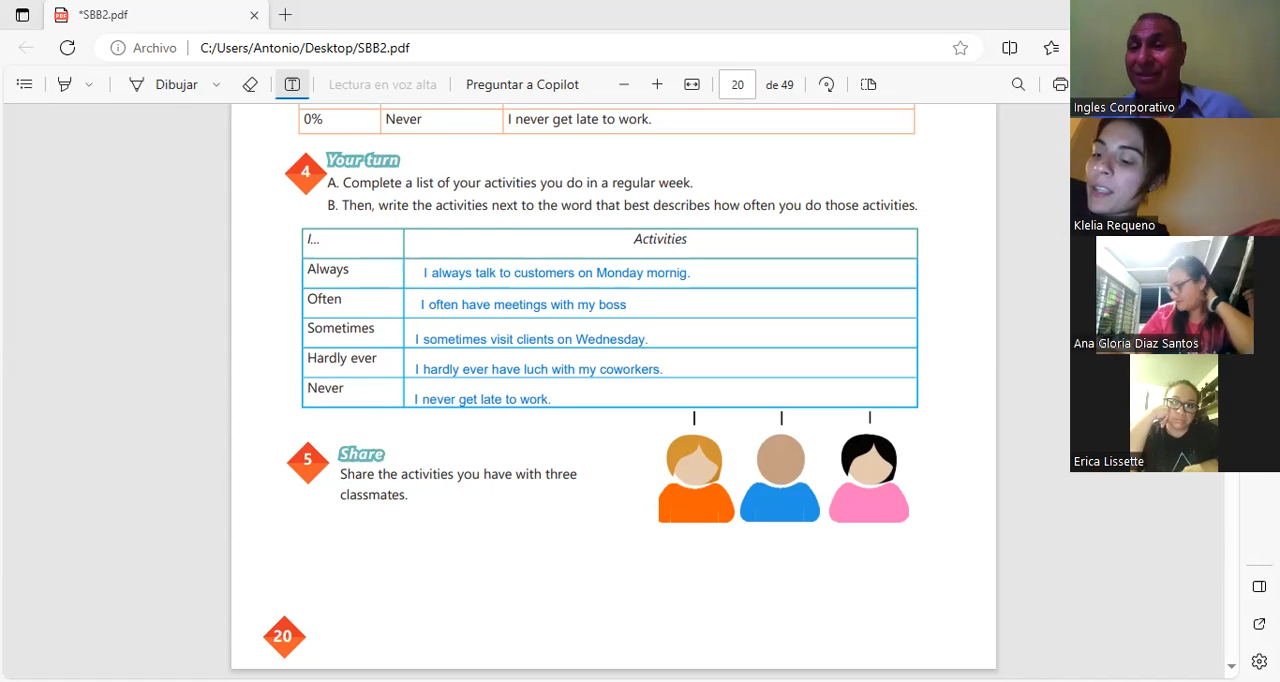 *SBB2.pdf
Archivo
C:/Users/Antonio/Desktop/SBB2.pdf
Dibujar
Lectura en voz alta
Preguntar a Copilot
20
de 49
0% Never I never get late to work.
4 Your turn
A. Complete a list of your activities you do in a regular week.
B. Then, write the activities next to the word that best describes how often you do those activities.
I... Activities
Always I always talk to customers on Monday mornig.
Often I often have meetings with my boss
Sometimes I sometimes visit clients on Wednesday.
Hardly ever I hardly ever have luch with my coworkers.
Never I never get late to work.
5 Share
Share the activities you have with three
classmates.
20
Ingles Corporativo
Klelia Requeno
Ana Gloria Diaz Santos
Erica Lissette